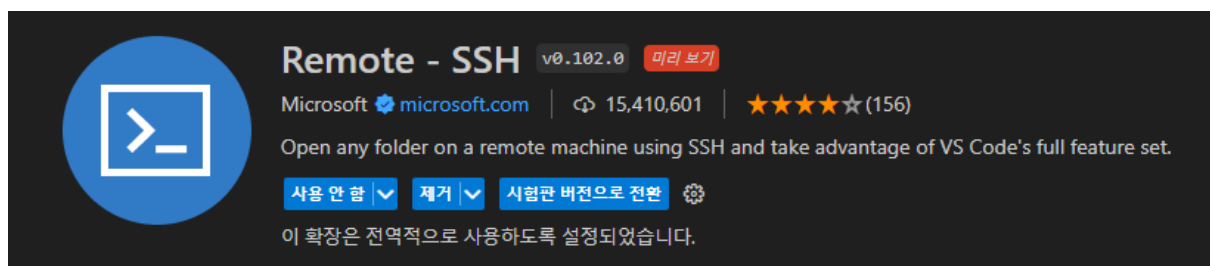 Remote - SSH v0.102.0 미리 보기
Microsoft microsoft.com 15,410,601 (156)
Open any folder on a remote machine using SSH and take advantage of VS Code's full feature set.
사용 안 함 제거 시험판 버전으로 전환
이 확장은 전역적으로 사용하도록 설정되었습니다.